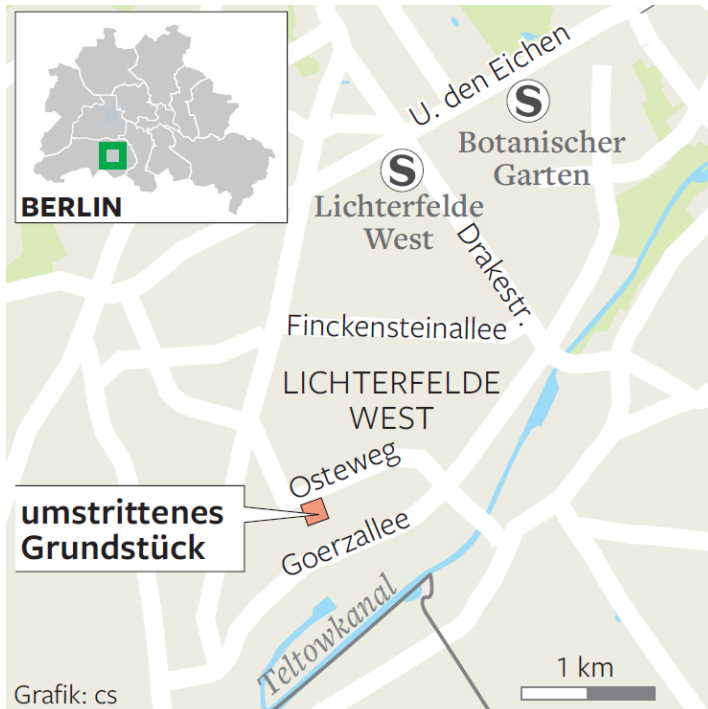 BERLIN
U. den Eichen
S
Botanischer
Garten
S
Lichterfelde
West
Drakestr.
Finckensteinallee
LICHTERFELDE
WEST
Osteweg
umstrittenes
Grundstück
Goerzallee
Teltowkanal
1 km
Grafik: cs